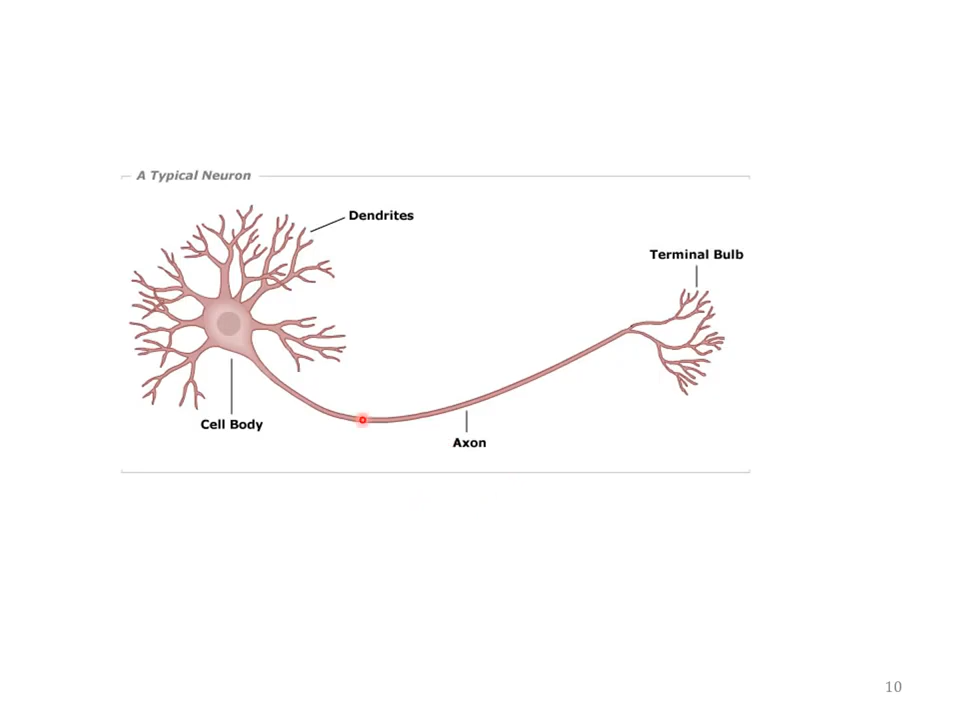 A Typical Neuron
Dendrites
Terminal Bulb
Cell Body
Axon
10